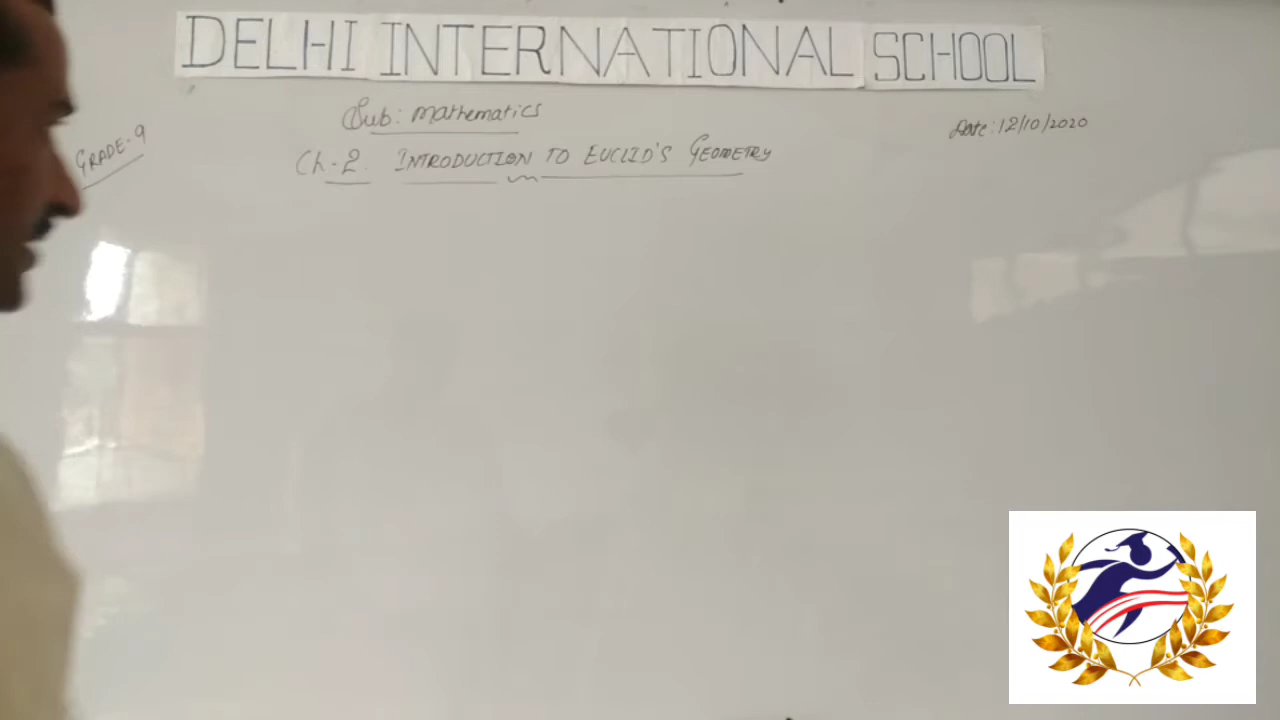 DELHI INTERNATIONAL SCHOOL
Sub: Mathematics
Date: 12/10/2020
GRADE-9
Ch-2. INTRODUCTION TO EUCLID'S GEOMETRY